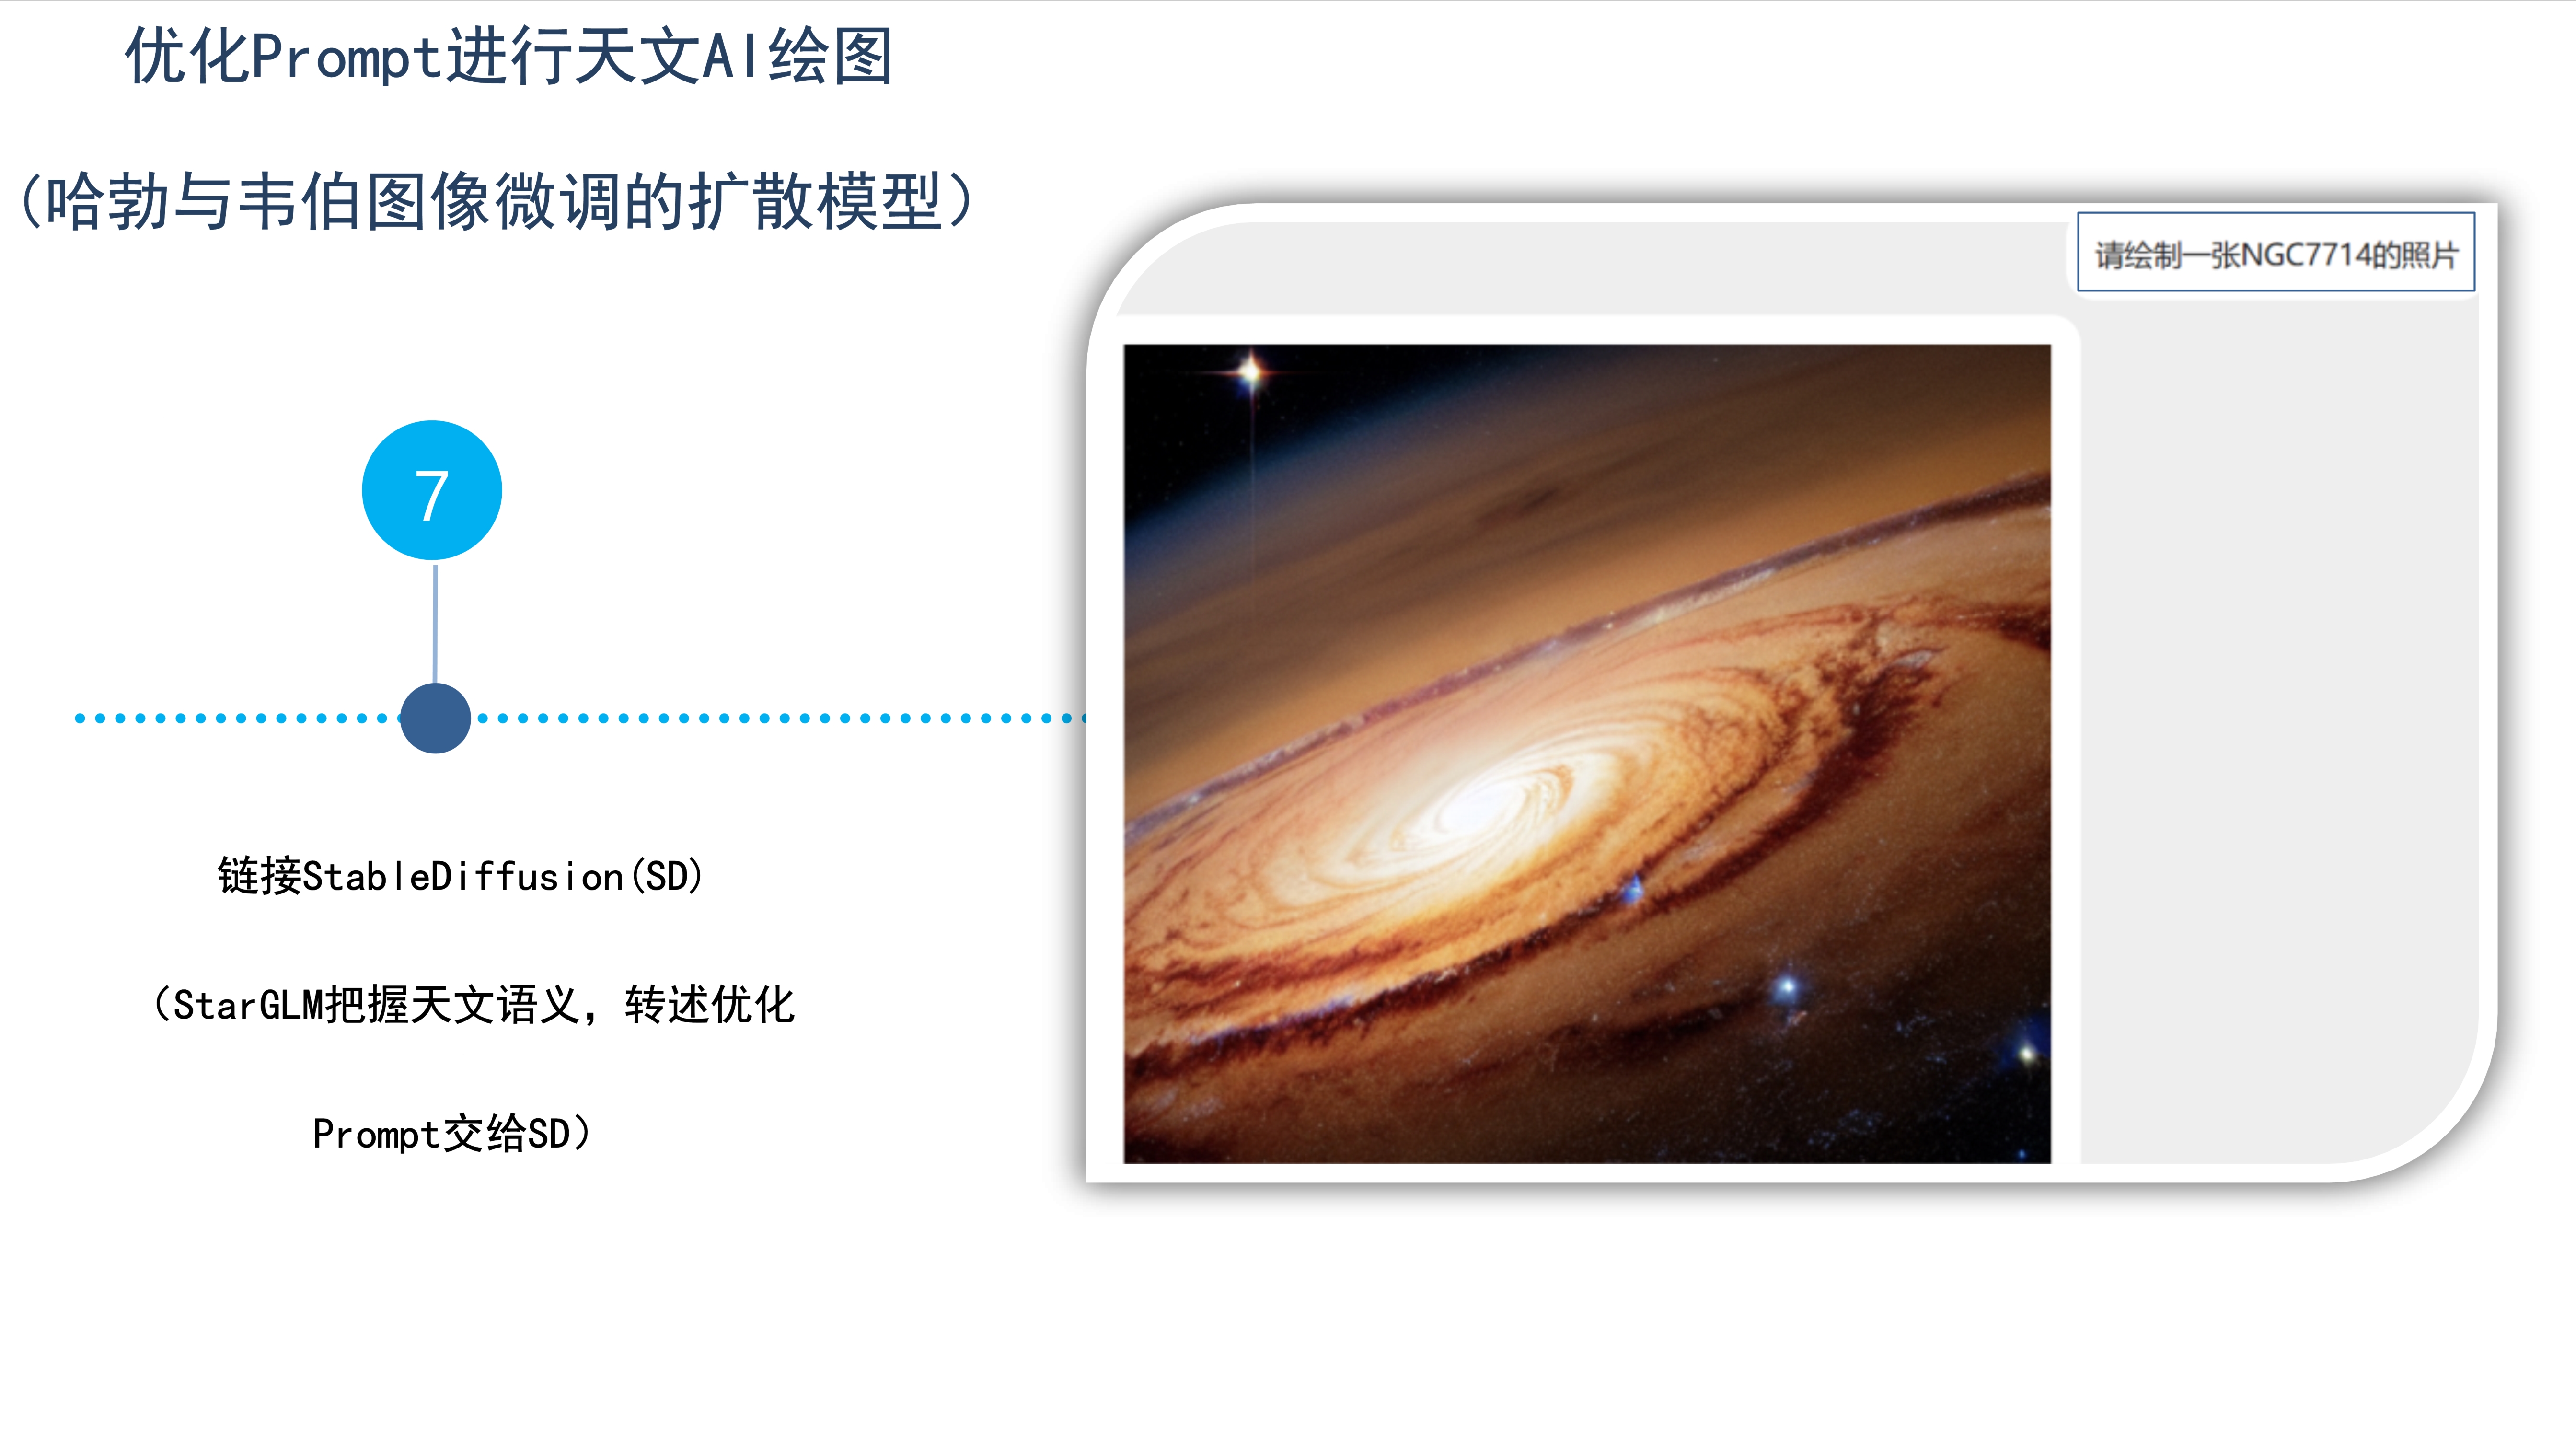 优化Prompt进行天文AI绘图
（哈勃与韦伯图像微调的扩散模型）
请绘制一张NGC7714的照片
7
链接StableDiffusion(SD)
（StarGLM把握天文语义，转述优化
Prompt交给SD）